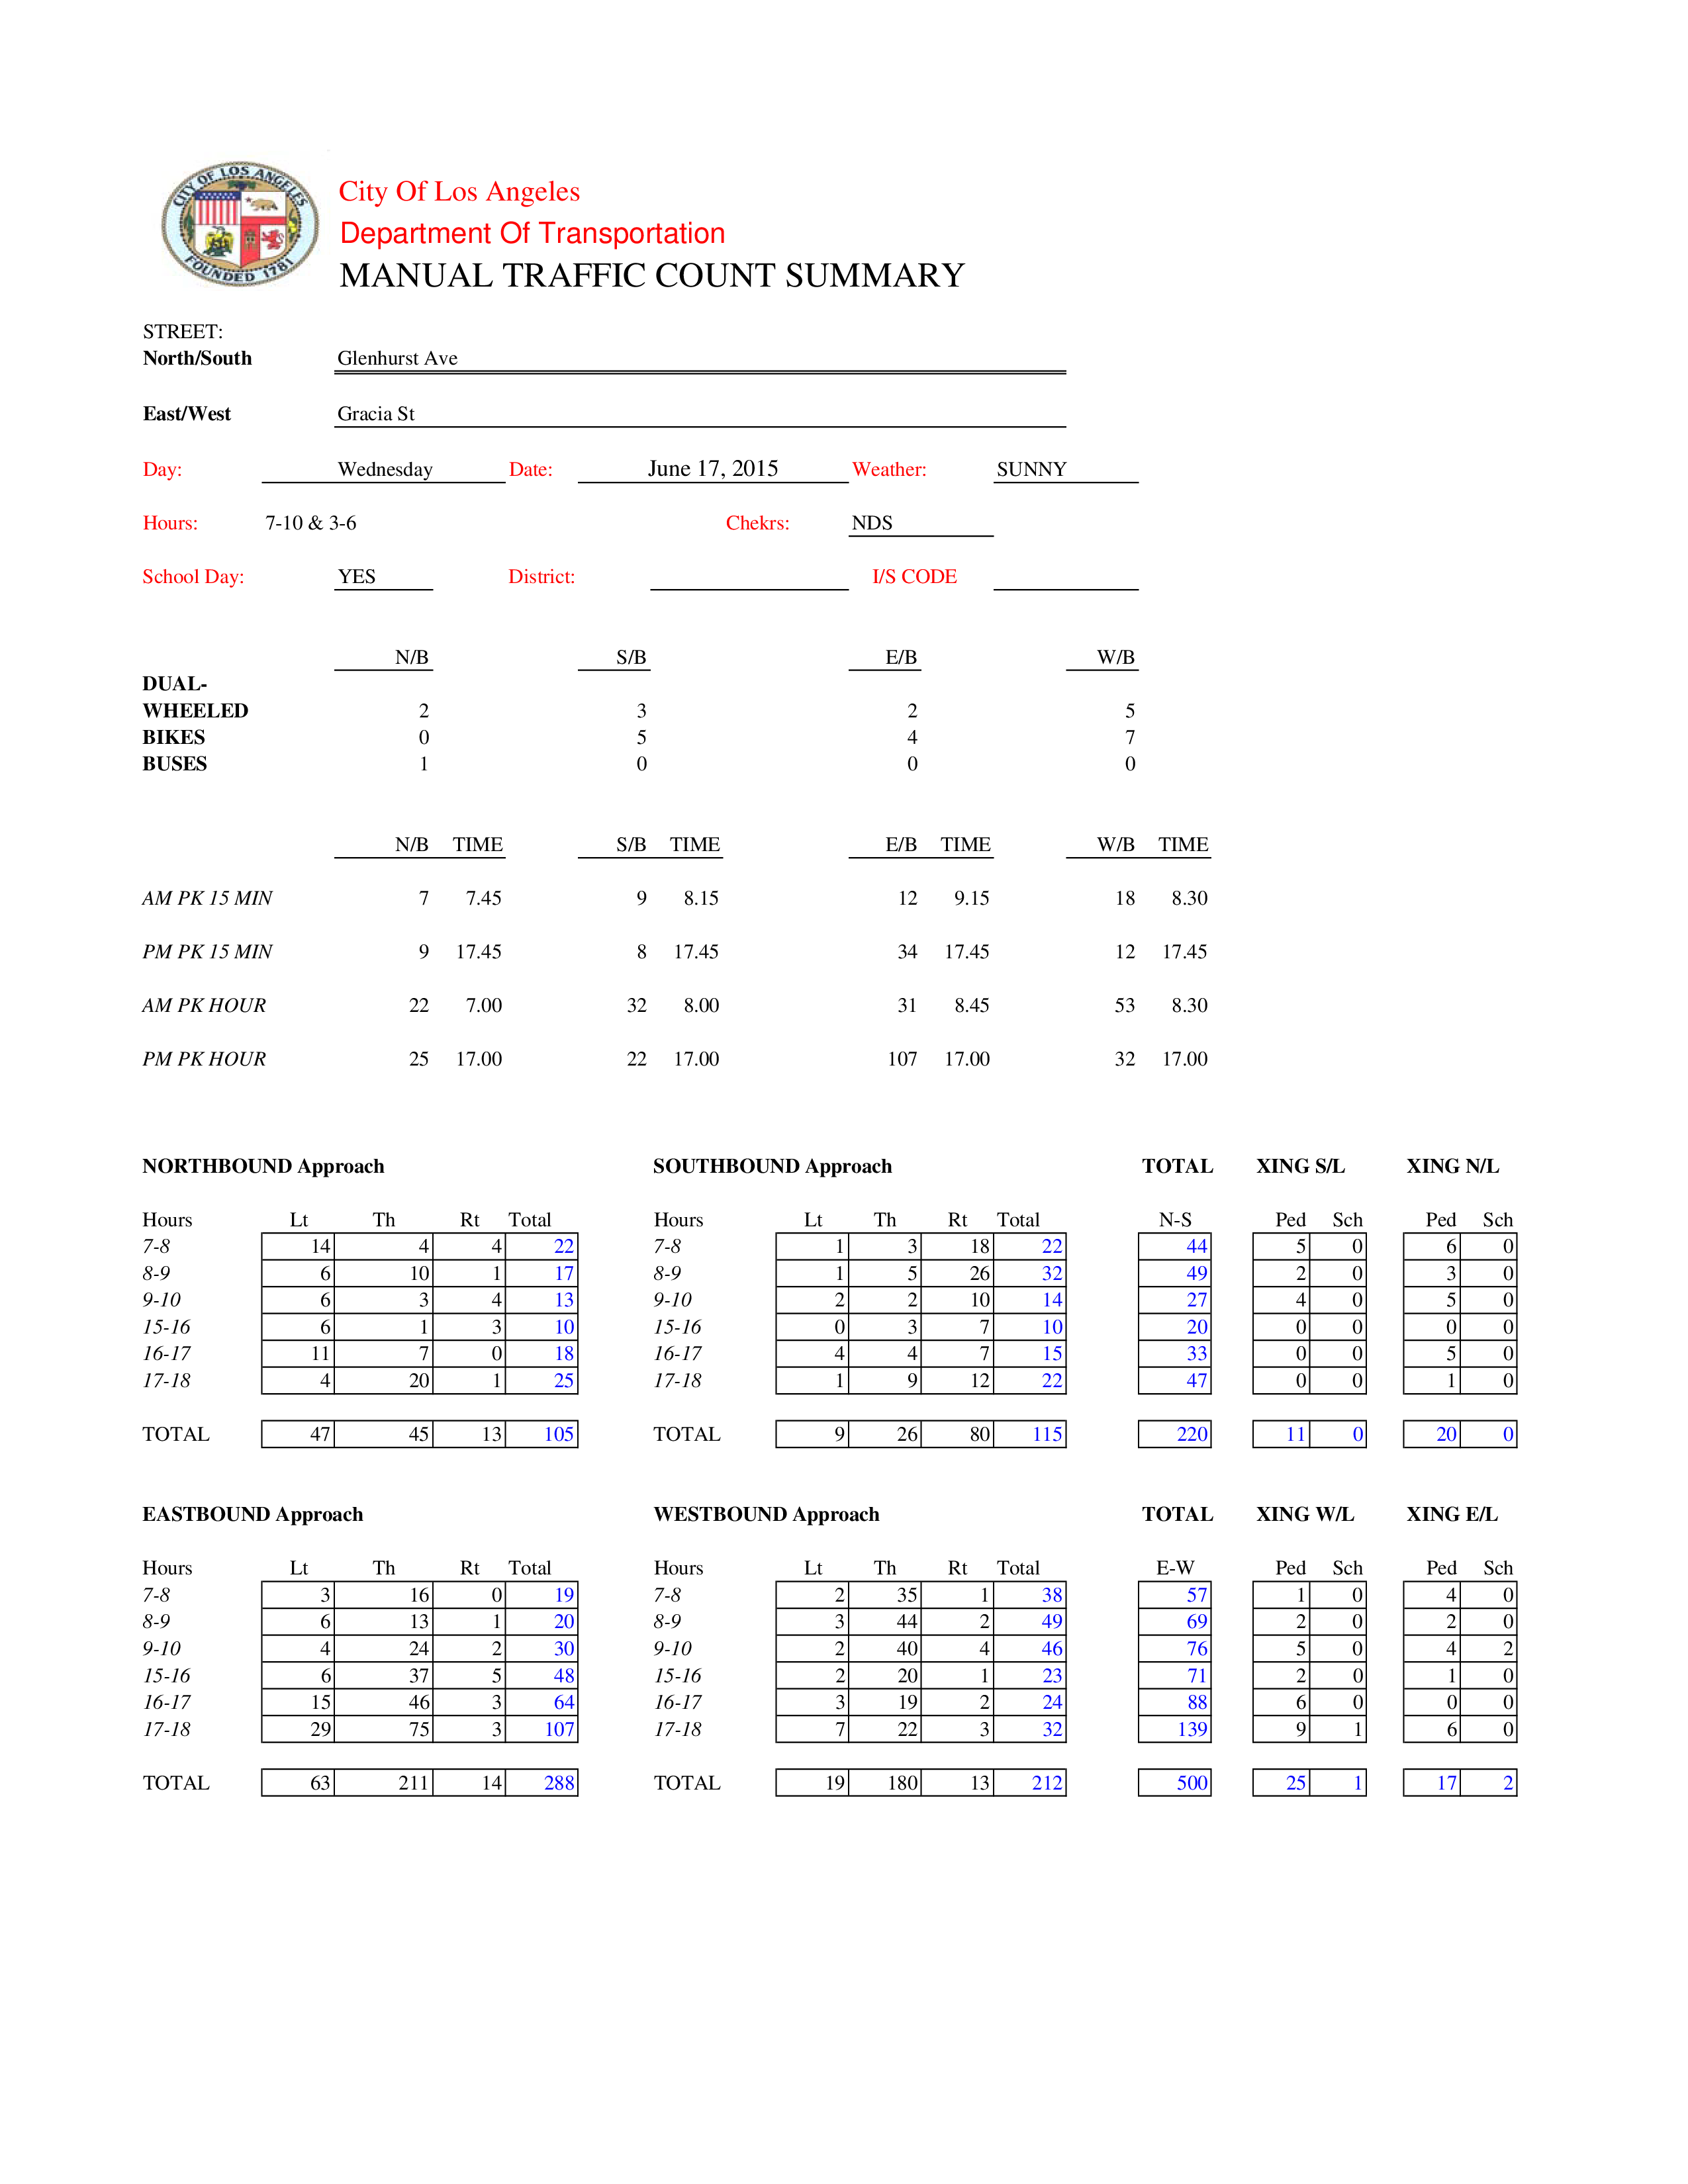 CITY OF LOS ANGELES
FOUNDED 1781
City Of Los Angeles
Department Of Transportation
MANUAL TRAFFIC COUNT SUMMARY
STREET:
North/South Glenhurst Ave
East/West Gracia St
Day: Wednesday Date: June 17, 2015 Weather: SUNNY
Hours: 7-10 & 3-6 Chekrs: NDS
School Day: YES District: I/S CODE
N/B S/B E/B W/B
DUAL-
WHEELED 2 3 2 5
BIKES 0 5 4 7
BUSES 1 0 0 0
N/B TIME S/B TIME E/B TIME W/B TIME
AM PK 15 MIN 7 7.45 9 8.15 12 9.15 18 8.30
PM PK 15 MIN 9 17.45 8 17.45 34 17.45 12 17.45
AM PK HOUR 22 7.00 32 8.00 31 8.45 53 8.30
PM PK HOUR 25 17.00 22 17.00 107 17.00 32 17.00
NORTHBOUND Approach SOUTHBOUND Approach TOTAL XING S/L XING N/L
Hours Lt Th Rt Total Hours Lt Th Rt Total N-S Ped Sch Ped Sch
7-8 14 4 4 22 7-8 1 3 18 22 44 5 0 6 0
8-9 6 10 1 17 8-9 1 5 26 32 49 2 0 3 0
9-10 6 3 4 13 9-10 2 2 10 14 27 4 0 5 0
15-16 6 1 3 10 15-16 0 3 7 10 20 0 0 0 0
16-17 11 7 0 18 16-17 4 4 7 15 33 0 0 5 0
17-18 4 20 1 25 17-18 1 9 12 22 47 0 0 1 0
TOTAL 47 45 13 105 TOTAL 9 26 80 115 220 11 0 20 0
EASTBOUND Approach WESTBOUND Approach TOTAL XING W/L XING E/L
Hours Lt Th Rt Total Hours Lt Th Rt Total E-W Ped Sch Ped Sch
7-8 3 16 0 19 7-8 2 35 1 38 57 1 0 4 0
8-9 6 13 1 20 8-9 3 44 2 49 69 2 0 2 0
9-10 4 24 2 30 9-10 2 40 4 46 76 5 0 4 2
15-16 6 37 5 48 15-16 2 20 1 23 71 2 0 1 0
16-17 15 46 3 64 16-17 3 19 2 24 88 6 0 0 0
17-18 29 75 3 107 17-18 7 22 3 32 139 9 1 6 0
TOTAL 63 211 14 288 TOTAL 19 180 13 212 500 25 1 17 2